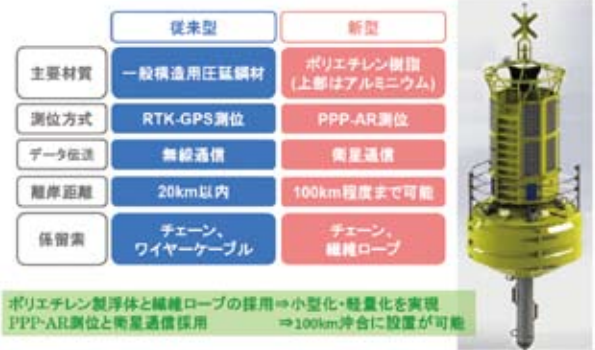 従来型 新型
主要材質 一般構造用圧延鋼材 ポリエチレン樹脂
(上部はアルミニウム)
測位方式 RTK-GPS測位 PPP-AR測位
データ伝送 無線通信 衛星通信
離岸距離 20km以内 100km程度まで可能
係留索 チェーン、 チェーン、
ワイヤーケーブル 繊維ロープ
ポリエチレン製浮体と繊維ロープの採用⇒小型化・軽量化を実現
PPP-AR測位と衛星通信採用 ⇒100km沖合に設置が可能